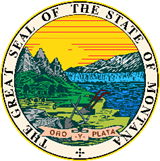 THE GREAT SEAL OF THE STATE OF MONTANA
ORO Y PLATA